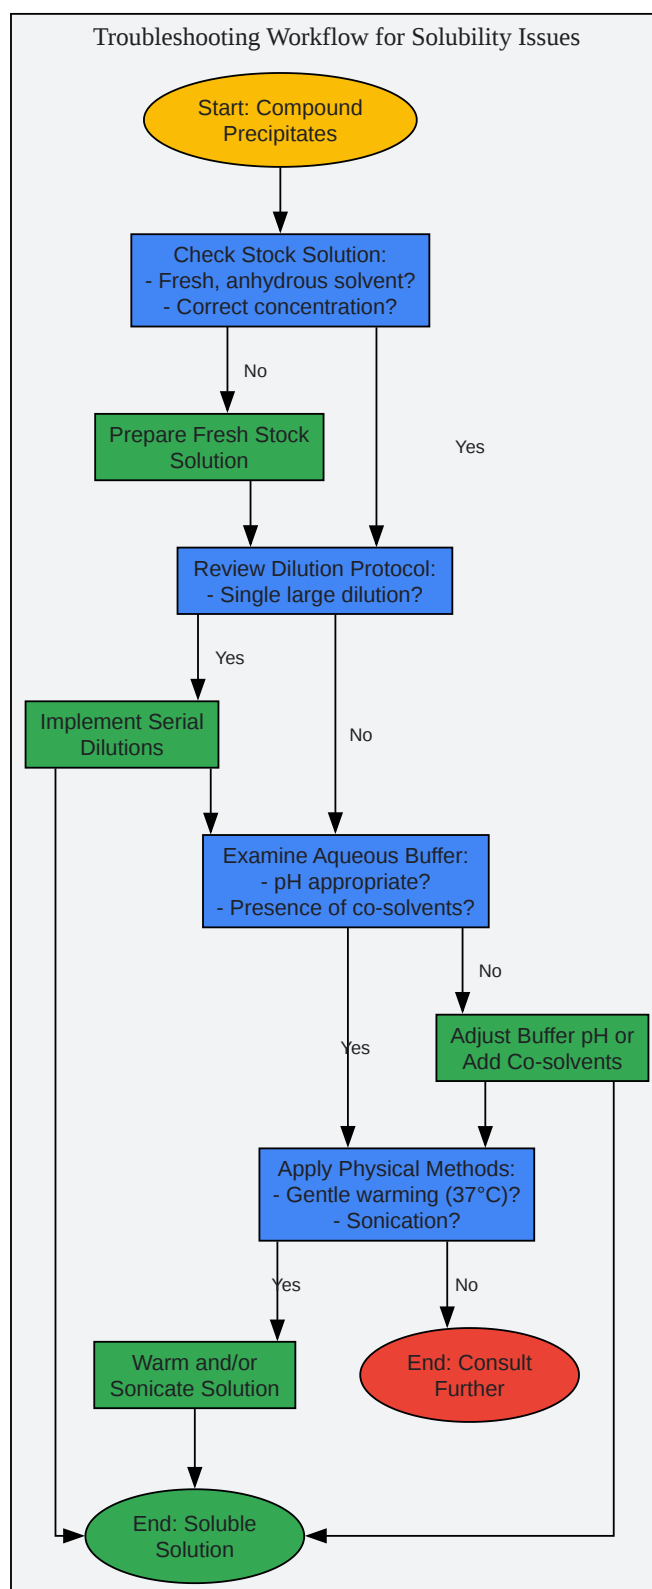 Troubleshooting Workflow for Solubility Issues
Start: Compound
Precipitates
Check Stock Solution:
- Fresh, anhydrous solvent?
- Correct concentration?
No
Prepare Fresh Stock
Solution
Yes
Review Dilution Protocol:
- Single large dilution?
Yes
Implement Serial
Dilutions
No
Examine Aqueous Buffer:
- pH appropriate?
- Presence of co-solvents?
No
Adjust Buffer pH or
Add Co-solvents
Yes
Apply Physical Methods:
- Gentle warming (37°C)?
- Sonication?
Yes
No
Warm and/or
Sonicate Solution
End: Consult
Further
End: Soluble
Solution